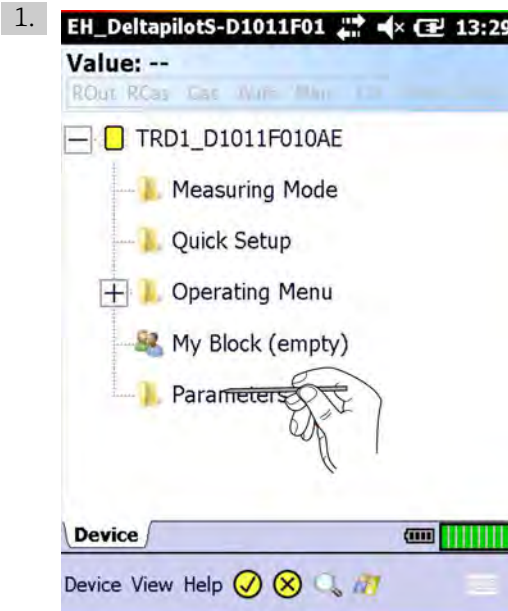 1.
EH_DeltapilotS-D1011F01 13:29
Value: --
ROut RCas Cas Auto Man
TRD1_D1011F010AE
Measuring Mode
Quick Setup
Operating Menu
My Block (empty)
Parameters
Device
Device View Help